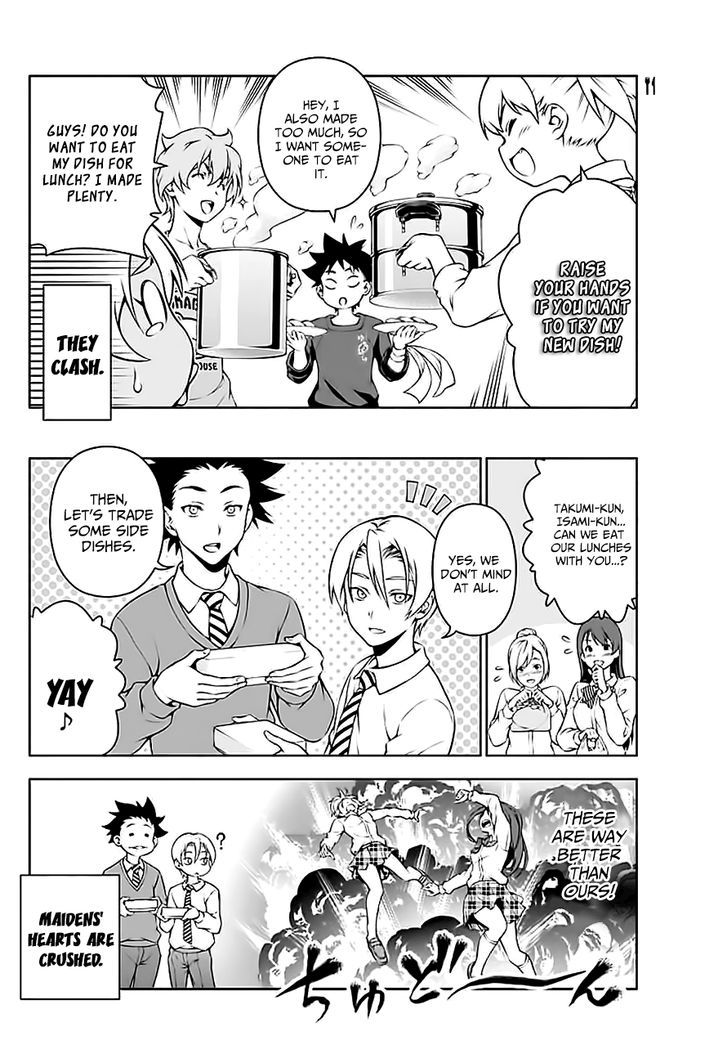 RAISE
YOUR HANDS
IF YOU WANT
TO TRY MY
NEW DISH!
HEY, I
ALSO MADE
TOO MUCH, SO
I WANT SOME-
ONE TO EAT
IT.
GUYS! DO YOU
WANT TO EAT
MY DISH FOR
LUNCH? I MADE
PLENTY.
THEY
CLASH.
TAKUMI-KUN,
ISAMI-KUN...
CAN WE EAT
OUR LUNCHES
WITH YOU...?
YES, WE
DON'T MIND
AT ALL.
THEN,
LET'S TRADE
SOME SIDE
DISHES.
YAY
♪
THESE
ARE WAY
BETTER
THAN
OURS!
?
ちゅど〜ん
MAIDENS'
HEARTS ARE
CRUSHED.